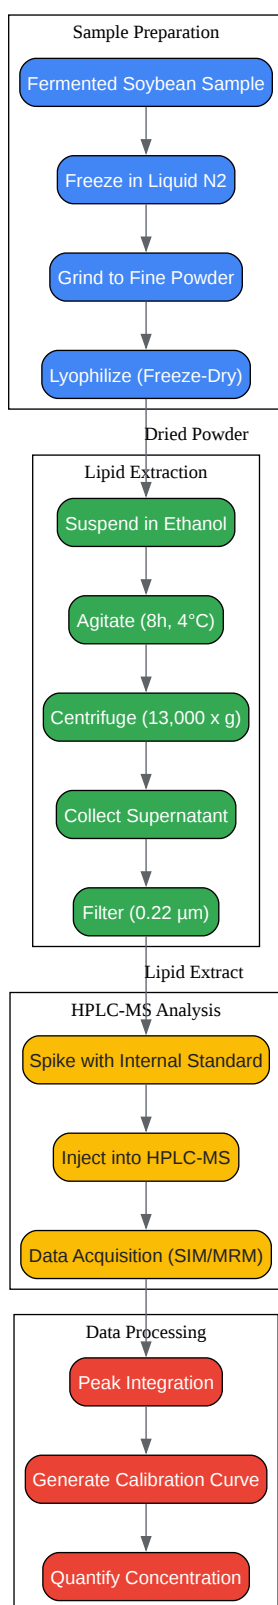 Sample Preparation
Fermented Soybean Sample
Freeze in Liquid N2
Grind to Fine Powder
Lyophilize (Freeze-Dry)
Dried Powder
Lipid Extraction
Suspend in Ethanol
Agitate (8h, 4°C)
Centrifuge (13,000 x g)
Collect Supernatant
Filter (0.22 µm)
Lipid Extract
HPLC-MS Analysis
Spike with Internal Standard
Inject into HPLC-MS
Data Acquisition (SIM/MRM)
Data Processing
Peak Integration
Generate Calibration Curve
Quantify Concentration